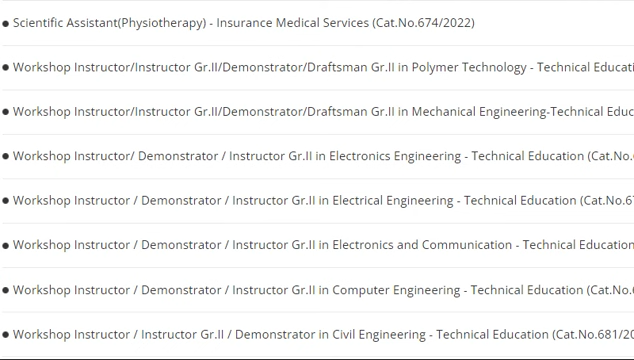 Scientific Assistant(Physiotherapy) - Insurance Medical Services (Cat.No.674/2022)
Workshop Instructor/Instructor Gr.II/Demonstrator/Draftsman Gr.II in Polymer Technology - Technical
Workshop Instructor/Instructor Gr.II/Demonstrator/Draftsman Gr.II in Mechanical Engineering-Technical
Workshop Instructor/ Demonstrator / Instructor Gr.II in Electronics Engineering - Technical Education (Cat.No.
Workshop Instructor / Demonstrator / Instructor Gr.II in Electrical Engineering - Technical Education (Cat.No.6
Workshop Instructor / Demonstrator / Instructor Gr.II in Electronics and Communication - Technical Education
Workshop Instructor / Demonstrator / Instructor Gr.II in Computer Engineering - Technical Education (Cat.No.
Workshop Instructor / Instructor Gr.II / Demonstrator in Civil Engineering - Technical Education (Cat.No.681/20